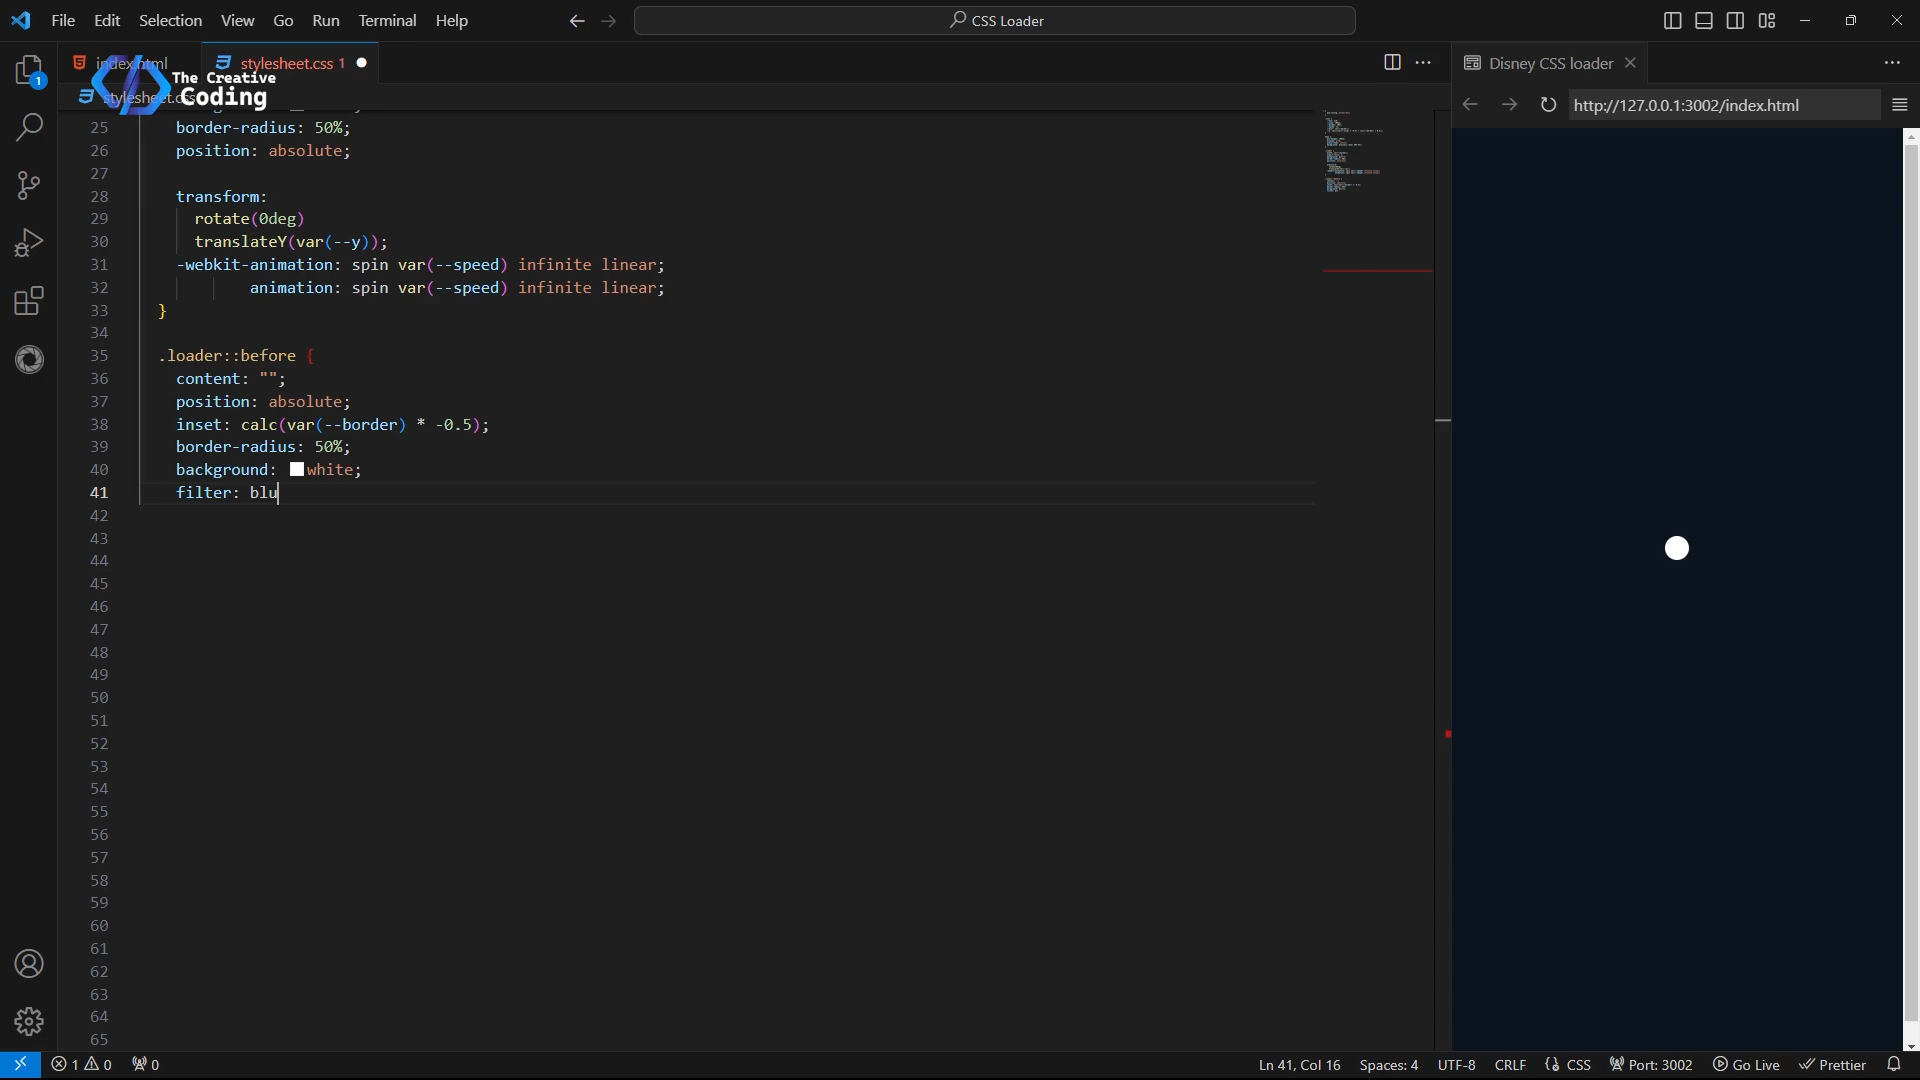 File Edit Selection View Go Run Terminal Help
CSS Loader
index.html
stylesheet.css 1
Disney CSS loader
The Creative
Coding
stylesheet.css
http://127.0.0.1:3002/index.html
25 border-radius: 50%;
26 position: absolute;
27
28 transform:
29 rotate(0deg)
30 translateY(var(--y));
31 -webkit-animation: spin var(--speed) infinite linear;
32 animation: spin var(--speed) infinite linear;
33 }
34
35 .loader::before {
36 content: "";
37 position: absolute;
38 inset: calc(var(--border) * -0.5);
39 border-radius: 50%;
40 background: white;
41 filter: blu
42
43
44
45
46
47
48
49
50
51
52
53
54
55
56
57
58
59
60
61
62
63
64
65
1
1 0 0 Ln 41, Col 16 Spaces: 4 UTF-8 CRLF CSS Port: 3002 Go Live Prettier